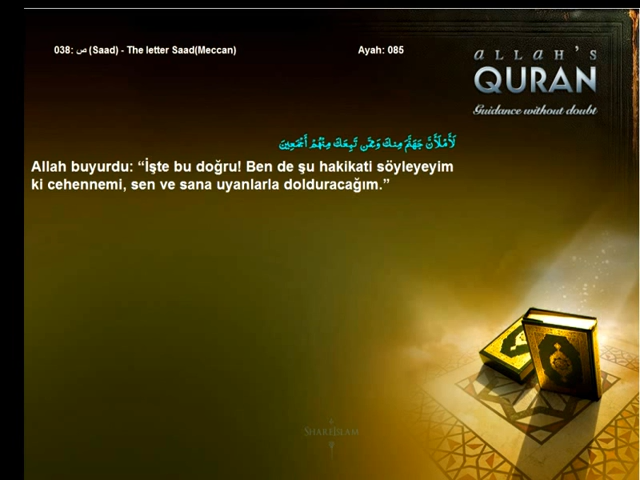 038: ص (Saad) - The letter Saad(Meccan) Ayah: 085
ALLAH'S
QURAN
Guidance without doubt
لَأَمْلَأَنَّ جَهَنَّمَ مِنكَ وَمِمَّن تَبِعَكَ مِنْهُمْ أَجْمَعِينَ
Allah buyurdu: “İşte bu doğru! Ben de şu hakikati söyleyeyim
ki cehennemi, sen ve sana uyanlarla dolduracağım.”
SHAREISLAM